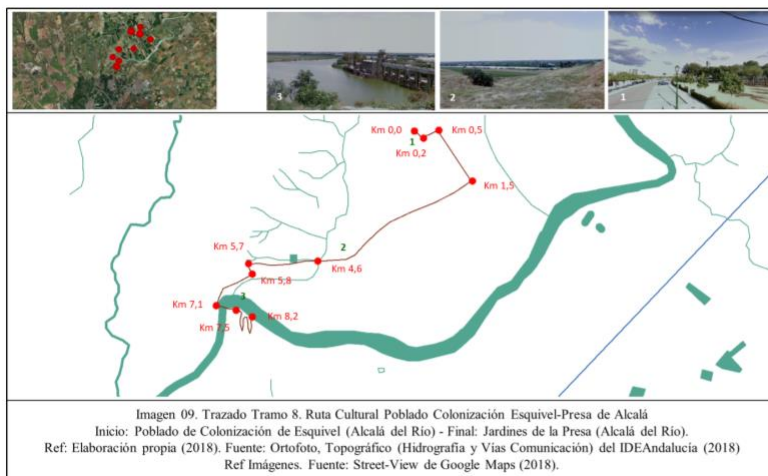 3
2
1
Km 0,0
Km 0,5
1
Km 0,2
Km 1,5
2
Km 5,7
Km 4,6
Km 5,8
3
Km 7,1
Km 7,5
Km 8,2
Imagen 09. Trazado Tramo 8. Ruta Cultural Poblado Colonización Esquivel-Presa de Alcalá
Inicio: Poblado de Colonización de Esquivel (Alcalá del Río) - Final: Jardines de la Presa (Alcalá del Río).
Ref: Elaboración propia (2018). Fuente: Ortofoto, Topográfico (Hidrografía y Vías Comunicación) del IDEAndalucía (2018)
Ref Imágenes. Fuente: Street-View de Google Maps (2018).